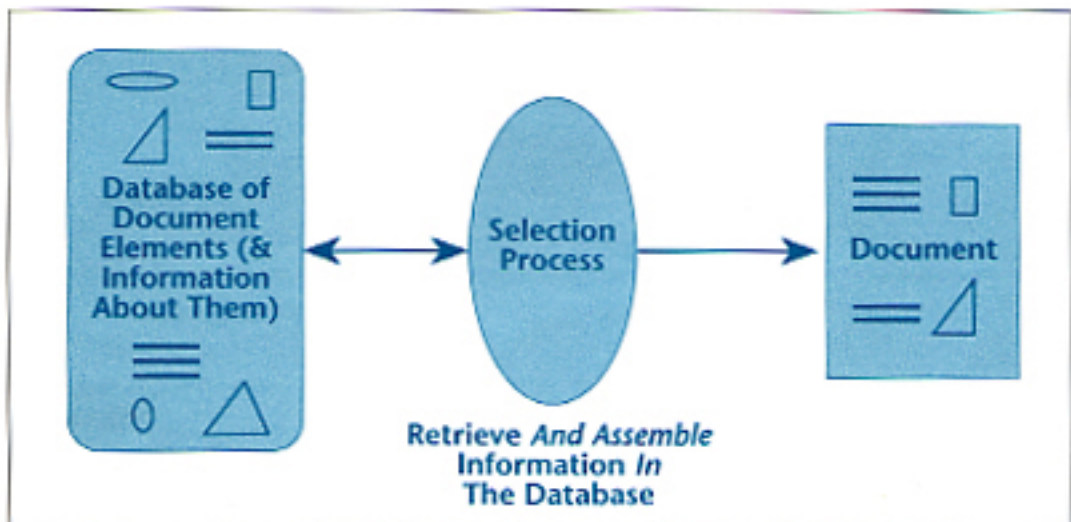 Database of
Document
Elements (&
Information
About Them)
Selection
Process
Document
Retrieve And Assemble
Information In
The Database